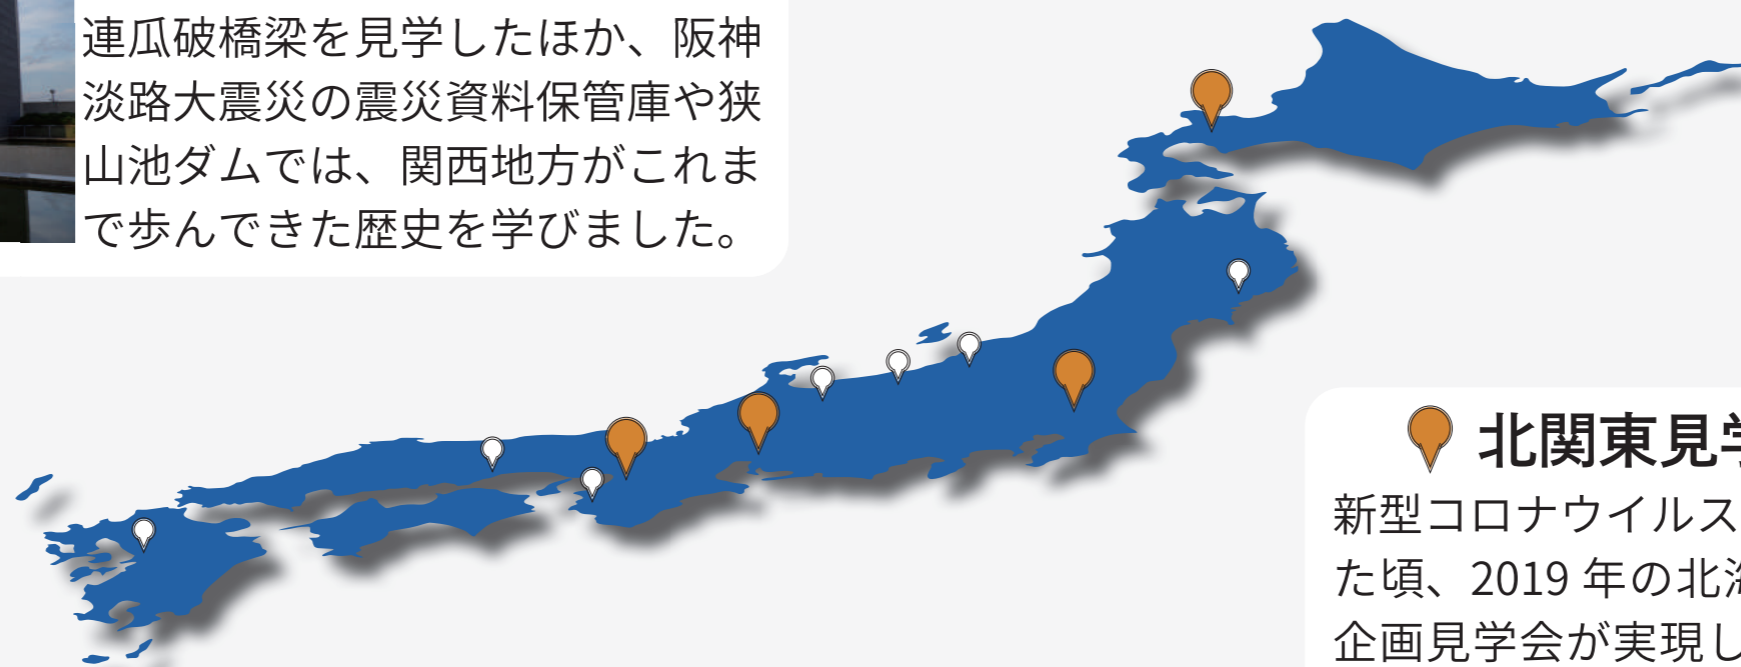 連瓜破橋梁を見学したほか、阪神
淡路大震災の震災資料保管庫や狭
山池ダムでは、関西地方がこれま
で歩んできた歴史を学びました。
北関東見学
新型コロナウイルス
た頃、2019 年の北海
企画見学会が実現し